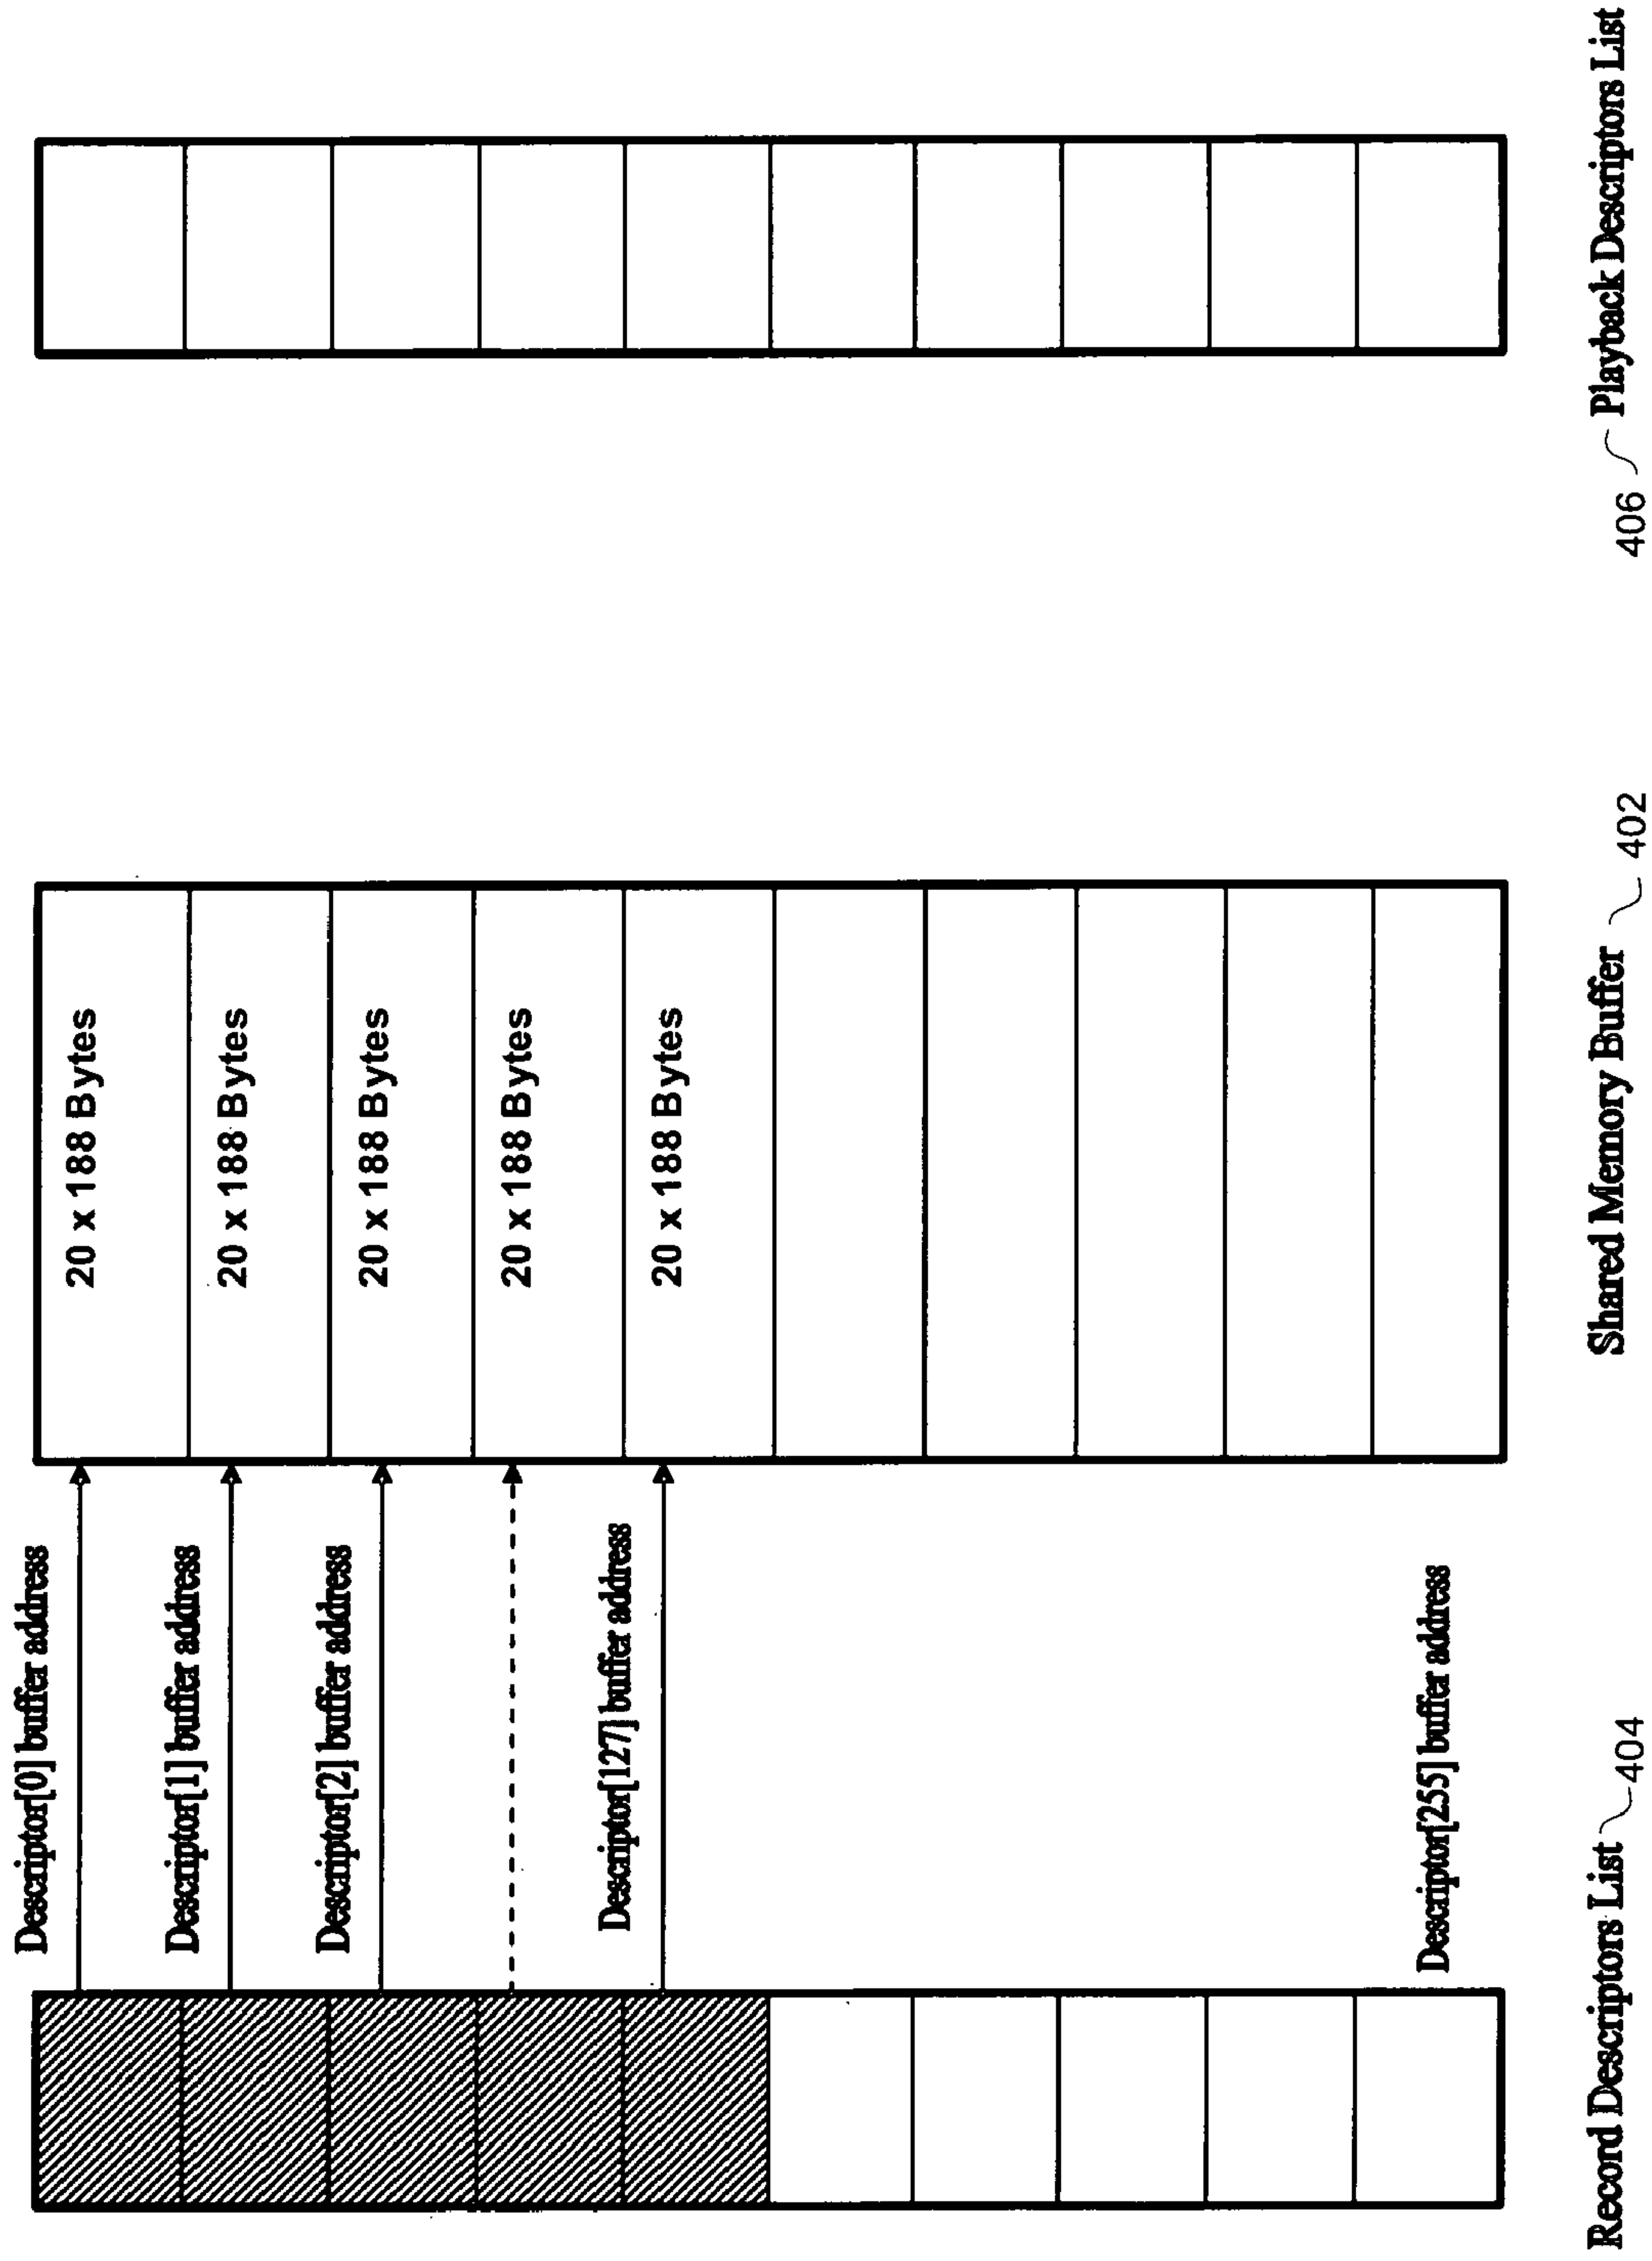 Descriptor[0] buffer address
20 x 188 Bytes
Descriptor[1] buffer address
20 x 188 Bytes
Descriptor[2] buffer address
20 x 188 Bytes
20 x 188 Bytes
Descriptor[127] buffer address
20 x 188 Bytes
Descriptor[255] buffer address
Record Descriptors List 404
Shared Memory Buffer 402
406 Playback Descriptors List